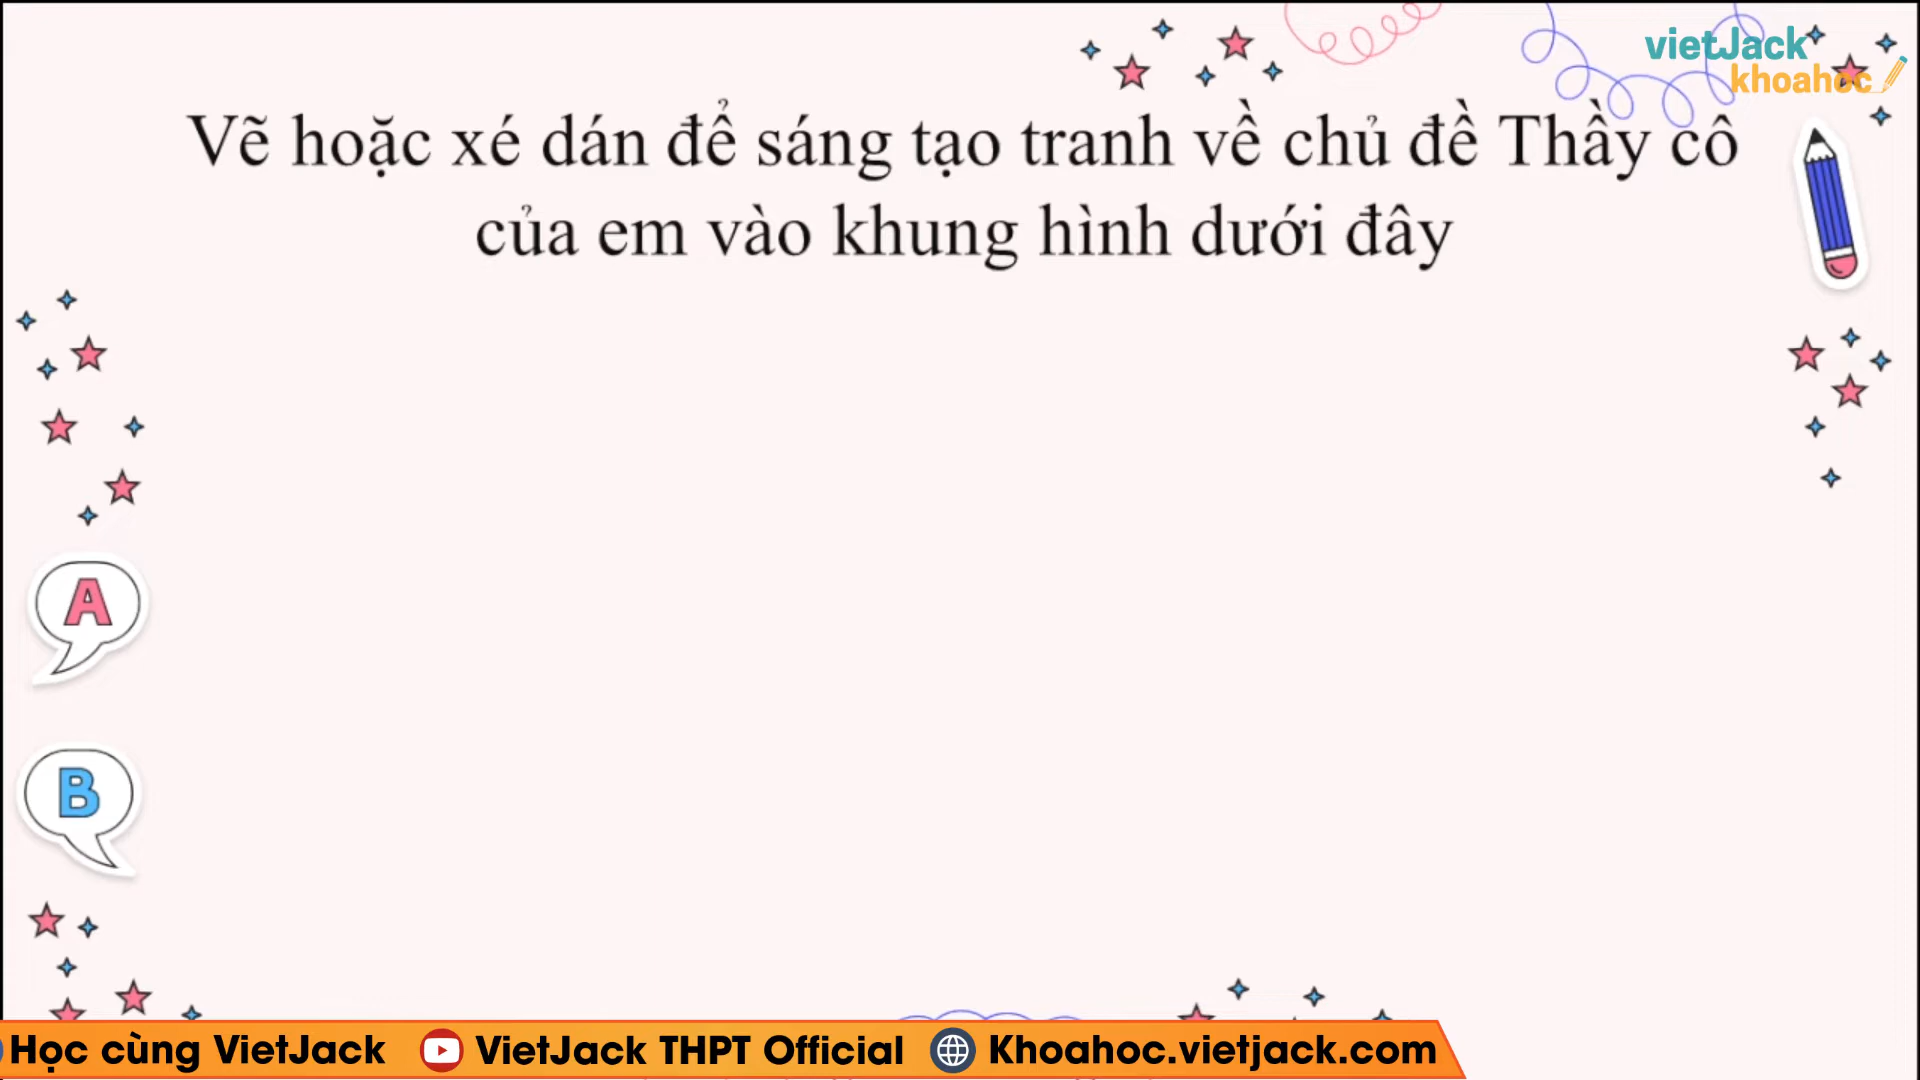 vietJack
khoahoc
Vẽ hoặc xé dán để sáng tạo tranh về chủ đề Thầy cô
của em vào khung hình dưới đây
A
B
Học cùng VietJack VietJack THPT Official Khoahoc.vietjack.com